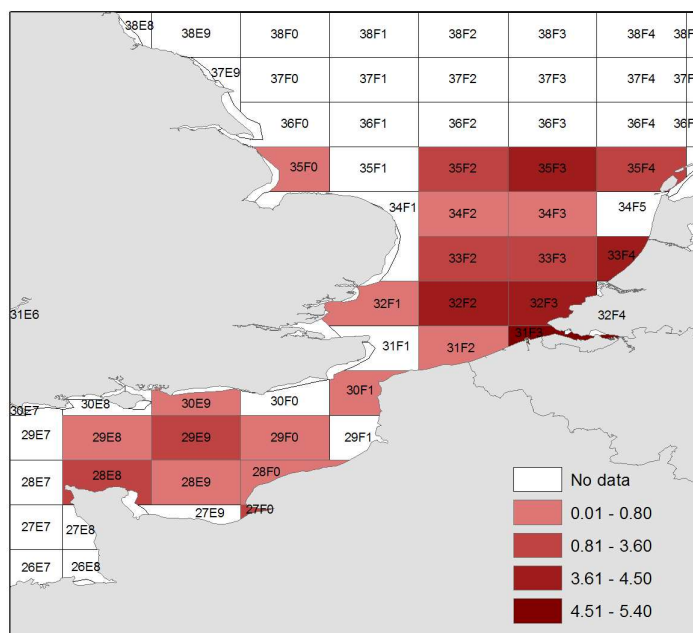 38E8 38E9 38F0 38F1 38F2 38F3 38F4 38F
37E9 37F0 37F1 37F2 37F3 37F4 37F
36F0 36F1 36F2 36F3 36F4 36F
35F0 35F1 35F2 35F3 35F4
34F1 34F2 34F3 34F5
33F2 33F3 33F4
31E6 32F1 32F2 32F3 32F4
31F1 31F2 31F3
30E7 30E8 30E9 30F0 30F1
29E7 29E8 29E9 29F0 29F1
28E7 28E8 28E9 28F0
27E7 27E8 27E9 27F0
26E7 26E8
No data
0.01 - 0.80
0.81 - 3.60
3.61 - 4.50
4.51 - 5.40